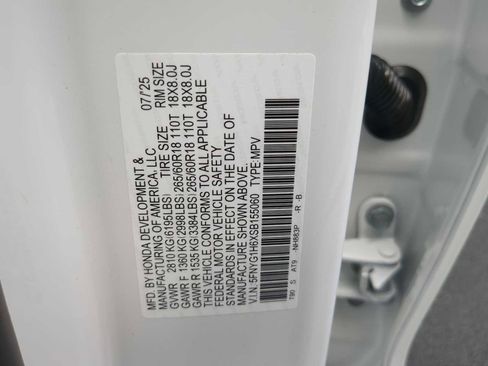 MFD. BY HONDA DEVELOPMENT & 07/'25
MANUFACTURING OF AMERICA, LLC
TIRE SIZE RIM SIZE
GVWR 2810 KG(6195LBS)
GAWR F 1360 KG(2998LBS) 265/60R18 110T 18X8.0J
GAWR R 1535 KG(3384LBS) 265/60R18 110T 18X8.0J
THIS VEHICLE CONFORMS TO ALL APPLICABLE
FEDERAL MOTOR VEHICLE SAFETY
STANDARDS IN EFFECT ON THE DATE OF
MANUFACTURE SHOWN ABOVE.
V.I.N. 5FNYG1H6XSB155060 TYPE:MPV
T90 S AT9 -NH883P -R -B